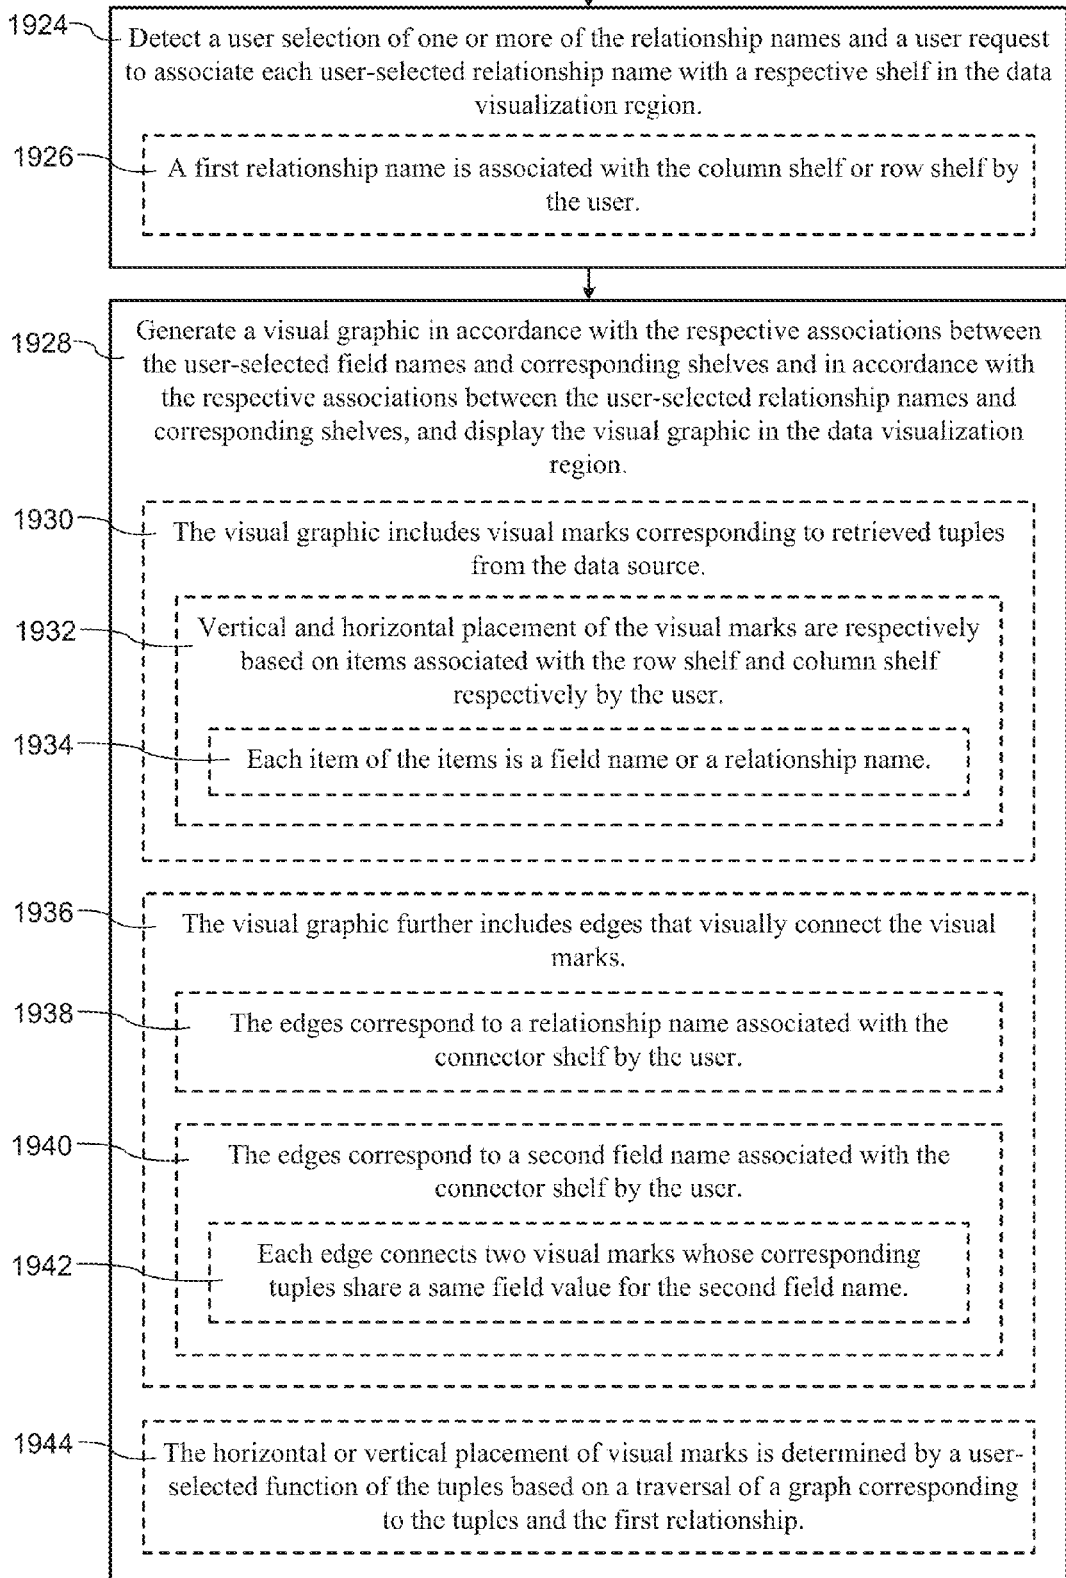 1924
Detect a user selection of one or more of the relationship names and a user request
to associate each user-selected relationship name with a respective shelf in the data
visualization region.
1926
A first relationship name is associated with the column shelf or row shelf by
the user.
1928
Generate a visual graphic in accordance with the respective associations between
the user-selected field names and corresponding shelves and in accordance with
the respective associations between the user-selected relationship names and
corresponding shelves, and display the visual graphic in the data visualization
region.
1930
The visual graphic includes visual marks corresponding to retrieved tuples
from the data source.
1932
Vertical and horizontal placement of the visual marks are respectively
based on items associated with the row shelf and column shelf
respectively by the user.
1934
Each item of the items is a field name or a relationship name.
1936
The visual graphic further includes edges that visually connect the visual
marks.
1938
The edges correspond to a relationship name associated with the
connector shelf by the user.
1940
The edges correspond to a second field name associated with the
connector shelf by the user.
1942
Each edge connects two visual marks whose corresponding
tuples share a same field value for the second field name.
1944
The horizontal or vertical placement of visual marks is determined by a user-
selected function of the tuples based on a traversal of a graph corresponding
to the tuples and the first relationship.